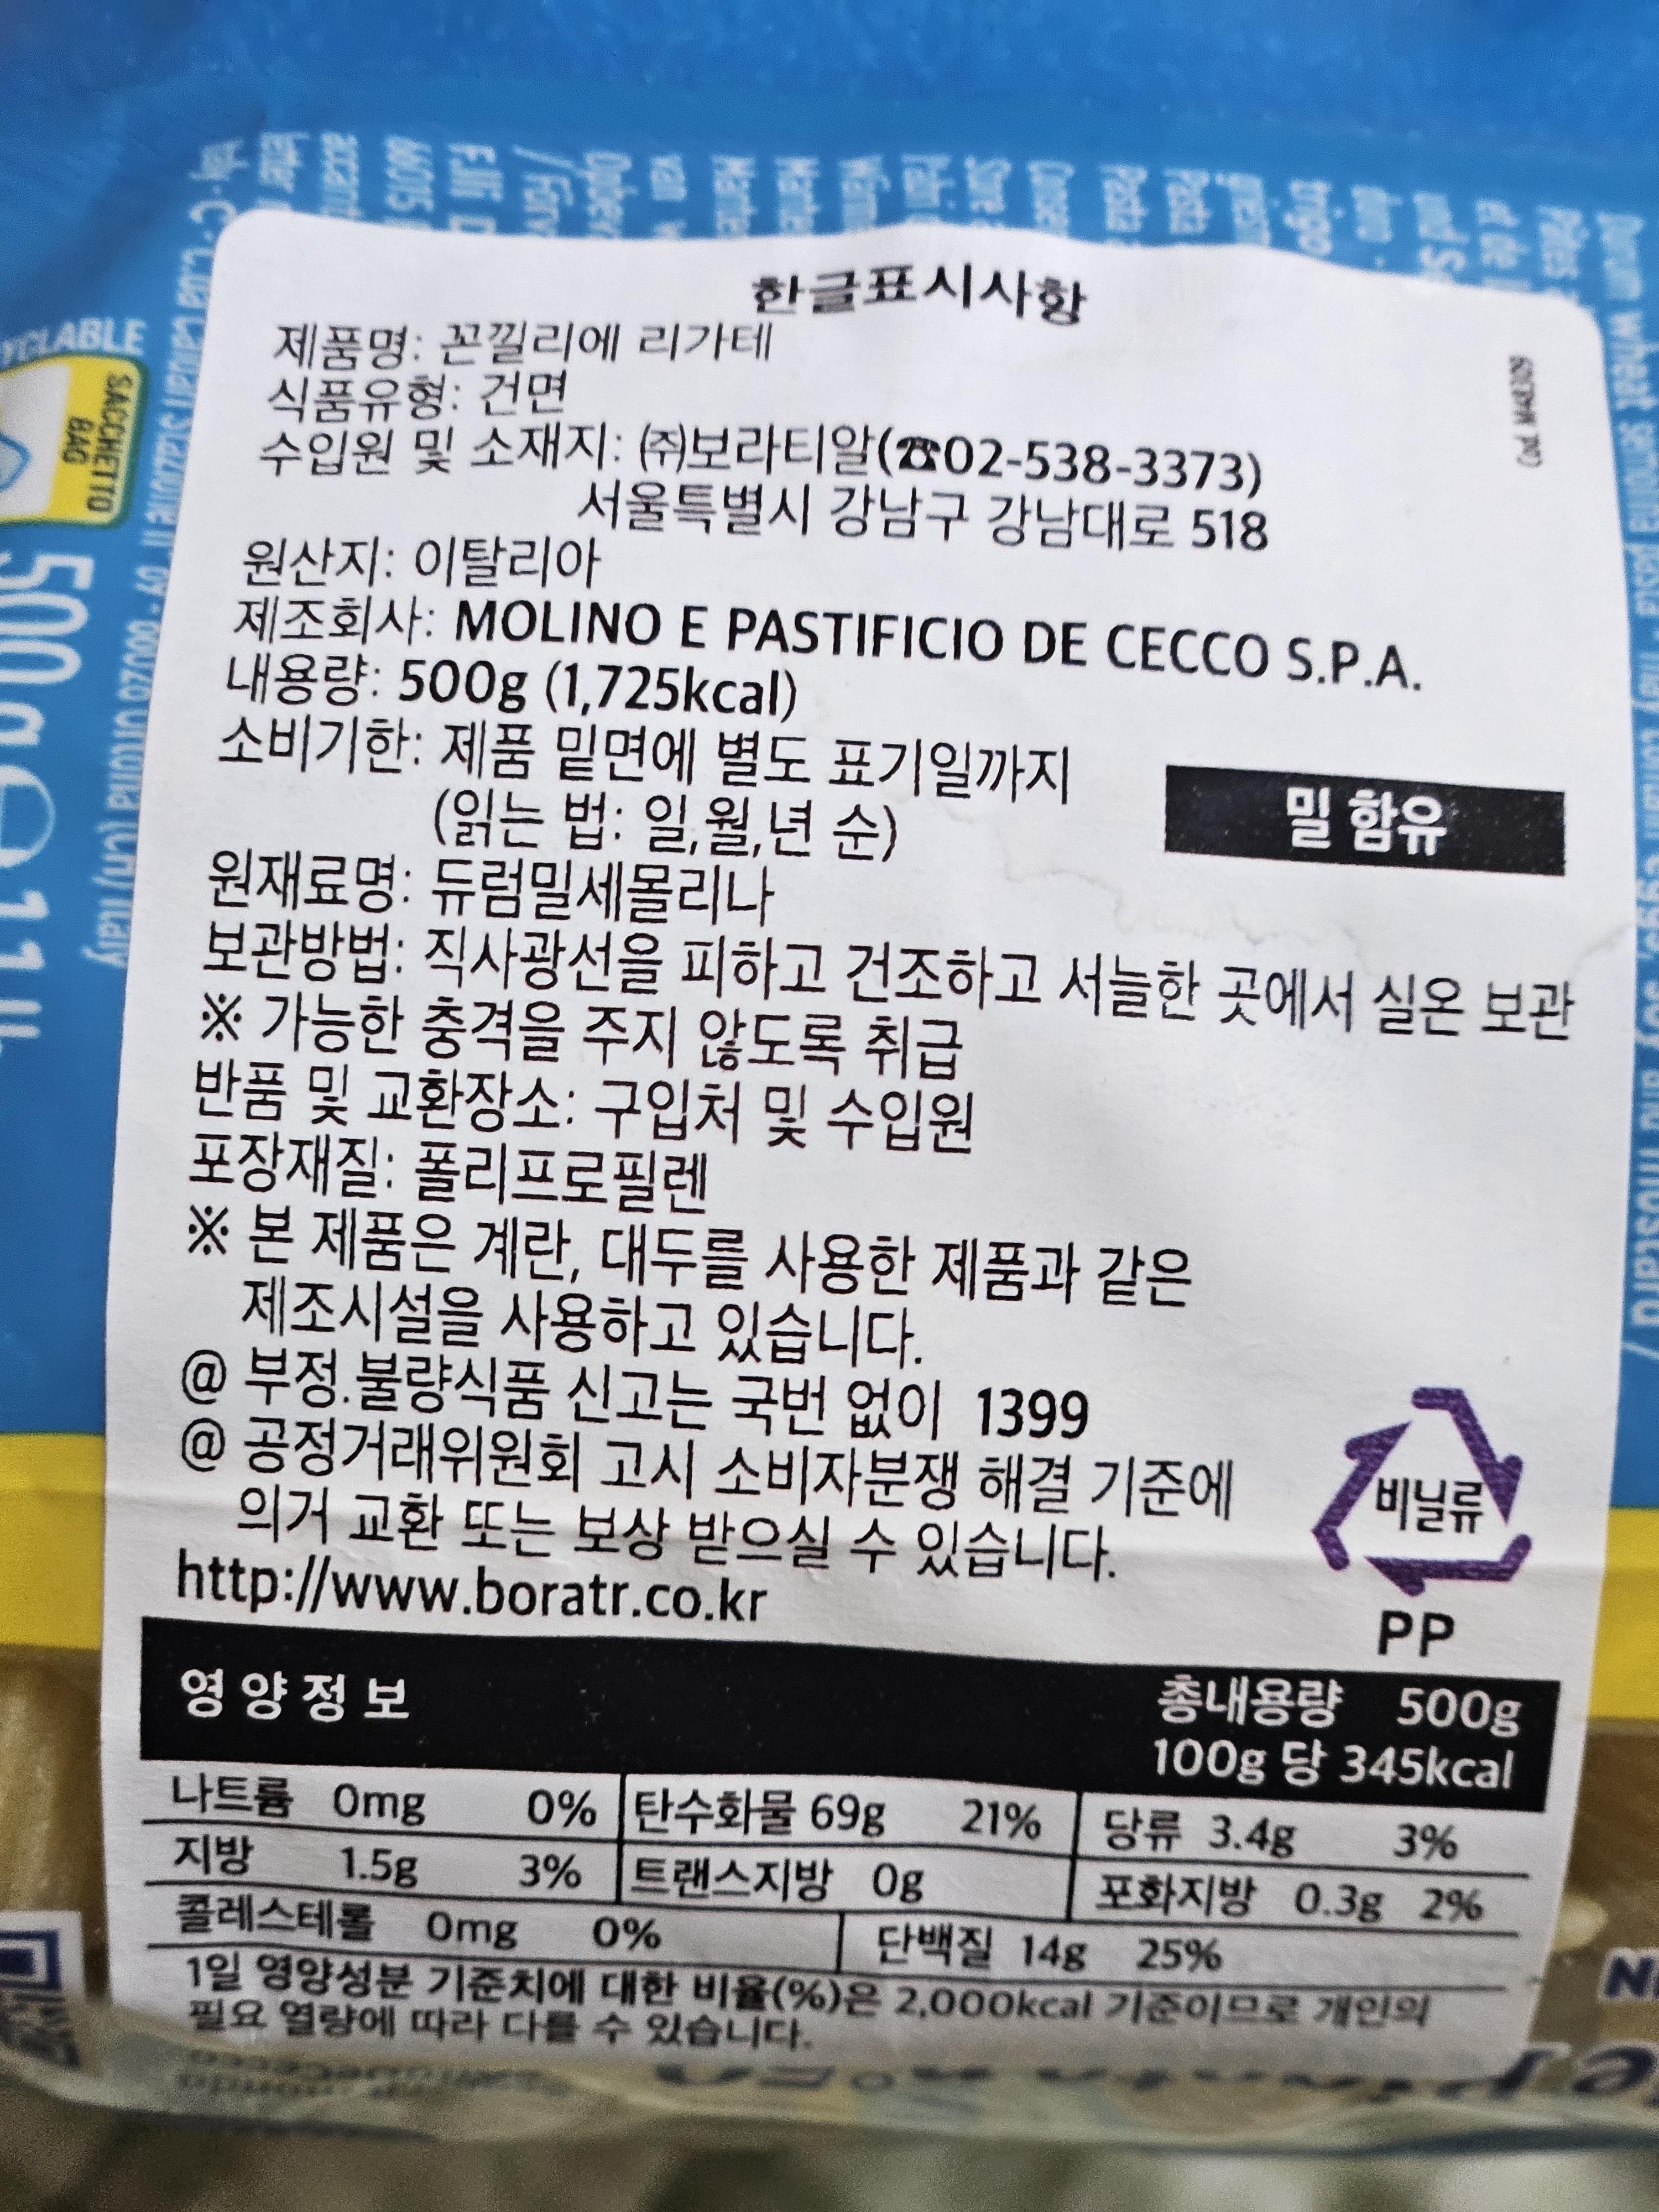 한글표시사항
제품명: 꼰낄리에 리가테
식품유형: 건면
수입원 및 소재지: ㈜보라티알(☎02-538-3373)
서울특별시 강남구 강남대로 518
원산지: 이탈리아
제조회사: MOLINO E PASTIFICIO DE CECCO S.P.A.
내용량: 500g (1,725kcal)
소비기한: 제품 밑면에 별도 표기일까지
(읽는 법: 일,월,년 순)
밀 함유
원재료명: 듀럼밀세몰리나
보관방법: 직사광선을 피하고 건조하고 서늘한 곳에서 실온 보관
※ 가능한 충격을 주지 않도록 취급
반품 및 교환장소: 구입처 및 수입원
포장재질: 폴리프로필렌
※ 본 제품은 계란, 대두를 사용한 제품과 같은
제조시설을 사용하고 있습니다.
@ 부정.불량식품 신고는 국번 없이 1399
@ 공정거래위원회 고시 소비자분쟁 해결 기준에
의거 교환 또는 보상 받으실 수 있습니다.
http://www.boratr.co.kr
비닐류
PP
영양정보
총내용량 500g
100g 당 345kcal
나트륨 0mg 0% 탄수화물 69g 21% 당류 3.4g 3%
지방 1.5g 3% 트랜스지방 0g 포화지방 0.3g 2%
콜레스테롤 0mg 0% 단백질 14g 25%
1일 영양성분 기준치에 대한 비율(%)은 2,000kcal 기준이므로 개인의
필요 열량에 따라 다를 수 있습니다.
SACCHETTO
BAG
500 g